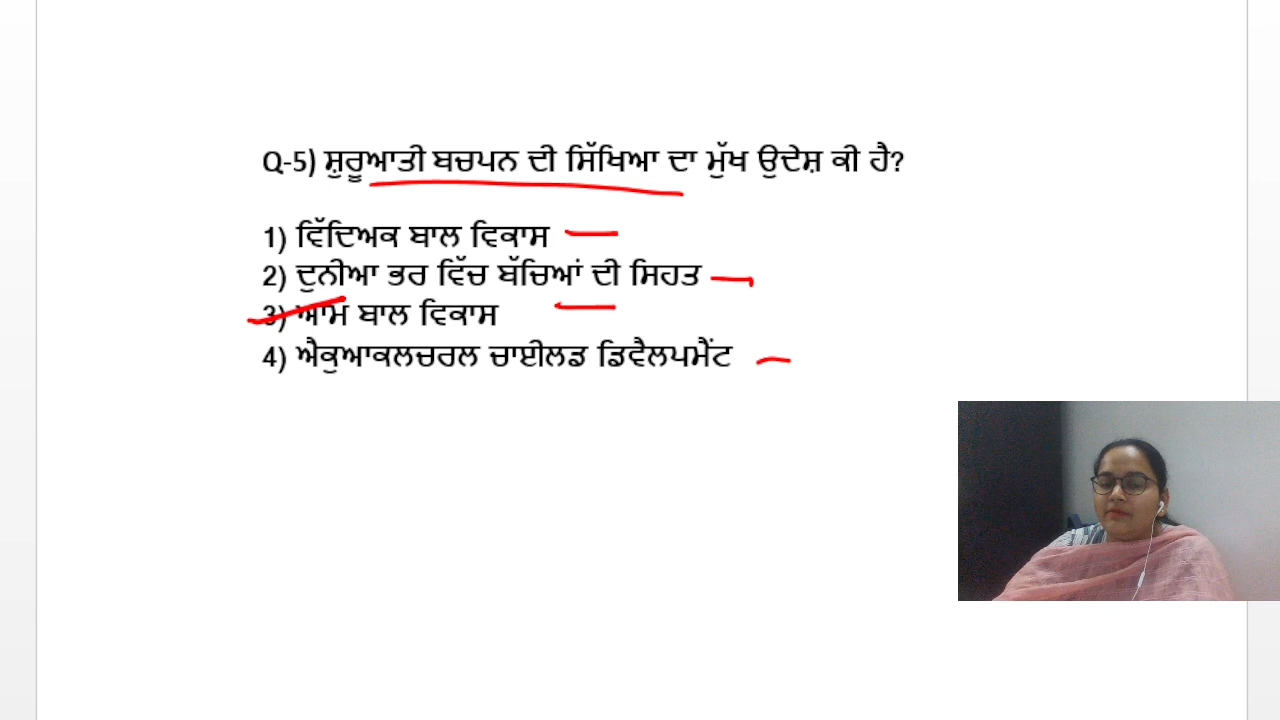 Q-5) ਸ਼ੁਰੂਆਤੀ ਬਚਪਨ ਦੀ ਸਿੱਖਿਆ ਦਾ ਮੁੱਖ ਉਦੇਸ਼ ਕੀ ਹੈ?
1) ਵਿੱਦਿਅਕ ਬਾਲ ਵਿਕਾਸ
2) ਦੁਨੀਆ ਭਰ ਵਿੱਚ ਬੱਚਿਆਂ ਦੀ ਸਿਹਤ
3) ਆਮ ਬਾਲ ਵਿਕਾਸ
4) ਐਕੁਆਕਲਚਰਲ ਚਾਈਲਡ ਡਿਵੈਲਪਮੈਂਟ